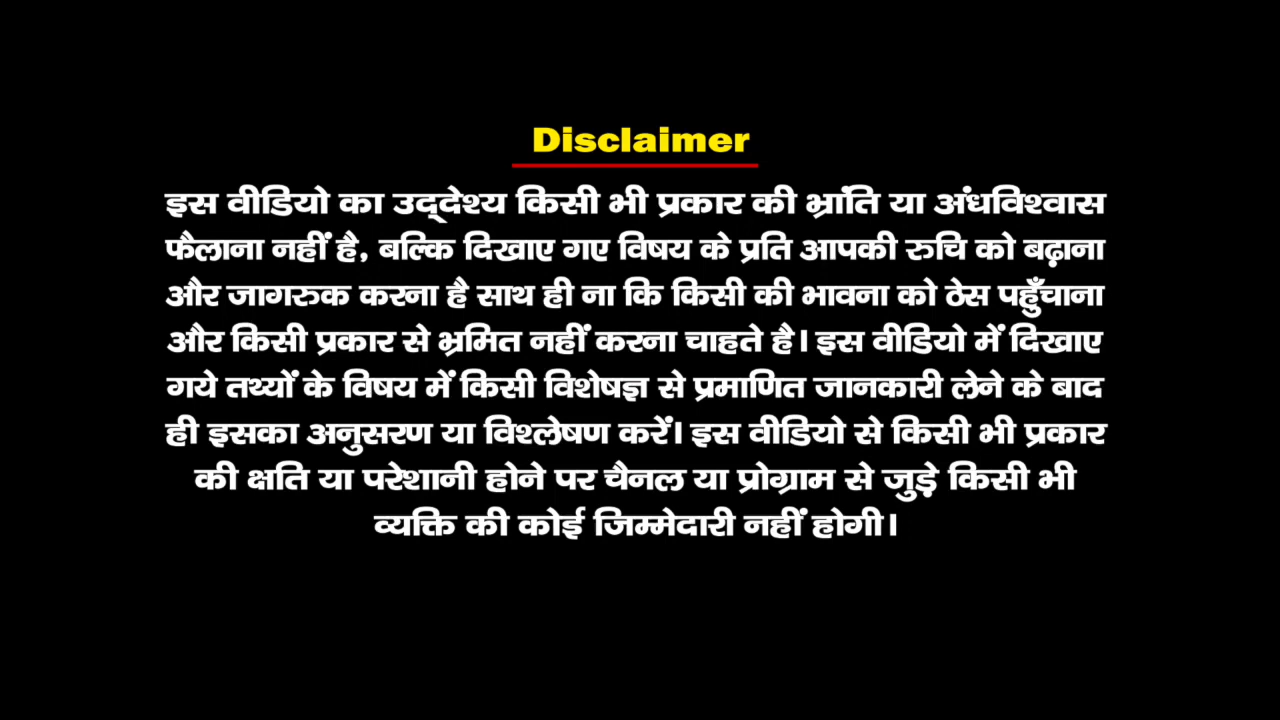 Disclaimer
इस वीडियो का उद्देश्य किसी भी प्रकार की भ्रांति या अंधविश्वास
फैलाना नहीं है, बल्कि दिखाए गए विषय के प्रति आपकी रुचि को बढ़ाना
और जागरुक करना है साथ ही ना कि किसी की भावना को ठेस पहुँचाना
और किसी प्रकार से भ्रमित नहीं करना चाहते है। इस वीडियो में दिखाए
गये तथ्यों के विषय में किसी विशेषज्ञ से प्रमाणित जानकारी लेने के बाद
ही इसका अनुसरण या विश्लेषण करें। इस वीडियो से किसी भी प्रकार
की क्षति या परेशानी होने पर चैनल या प्रोग्राम से जुड़े किसी भी
व्यक्ति की कोई जिम्मेदारी नहीं होगी।